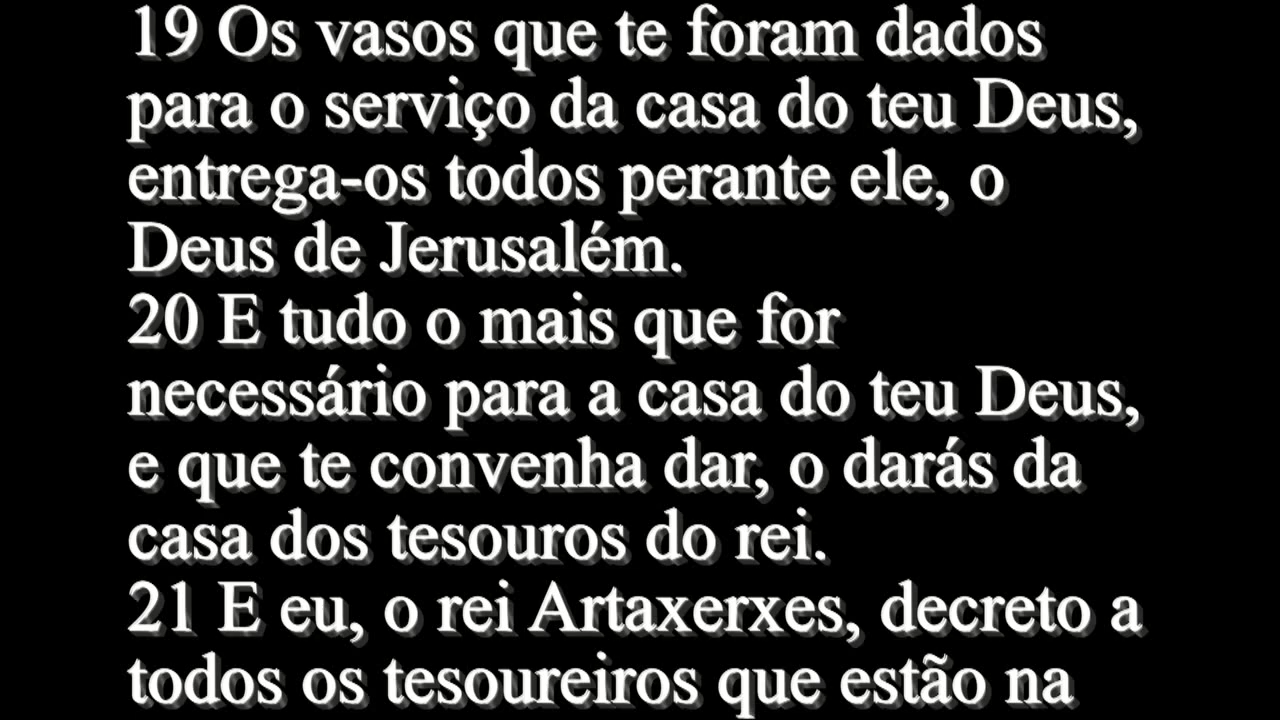 19 Os vasos que te foram dados
para o serviço da casa do teu Deus,
entrega-os todos perante ele, o
Deus de Jerusalém.
20 E tudo o mais que for
necessário para a casa do teu Deus,
e que te convenha dar, o darás da
casa dos tesouros do rei.
21 E eu, o rei Artaxerxes, decreto a
todos os tesoureiros que estão na